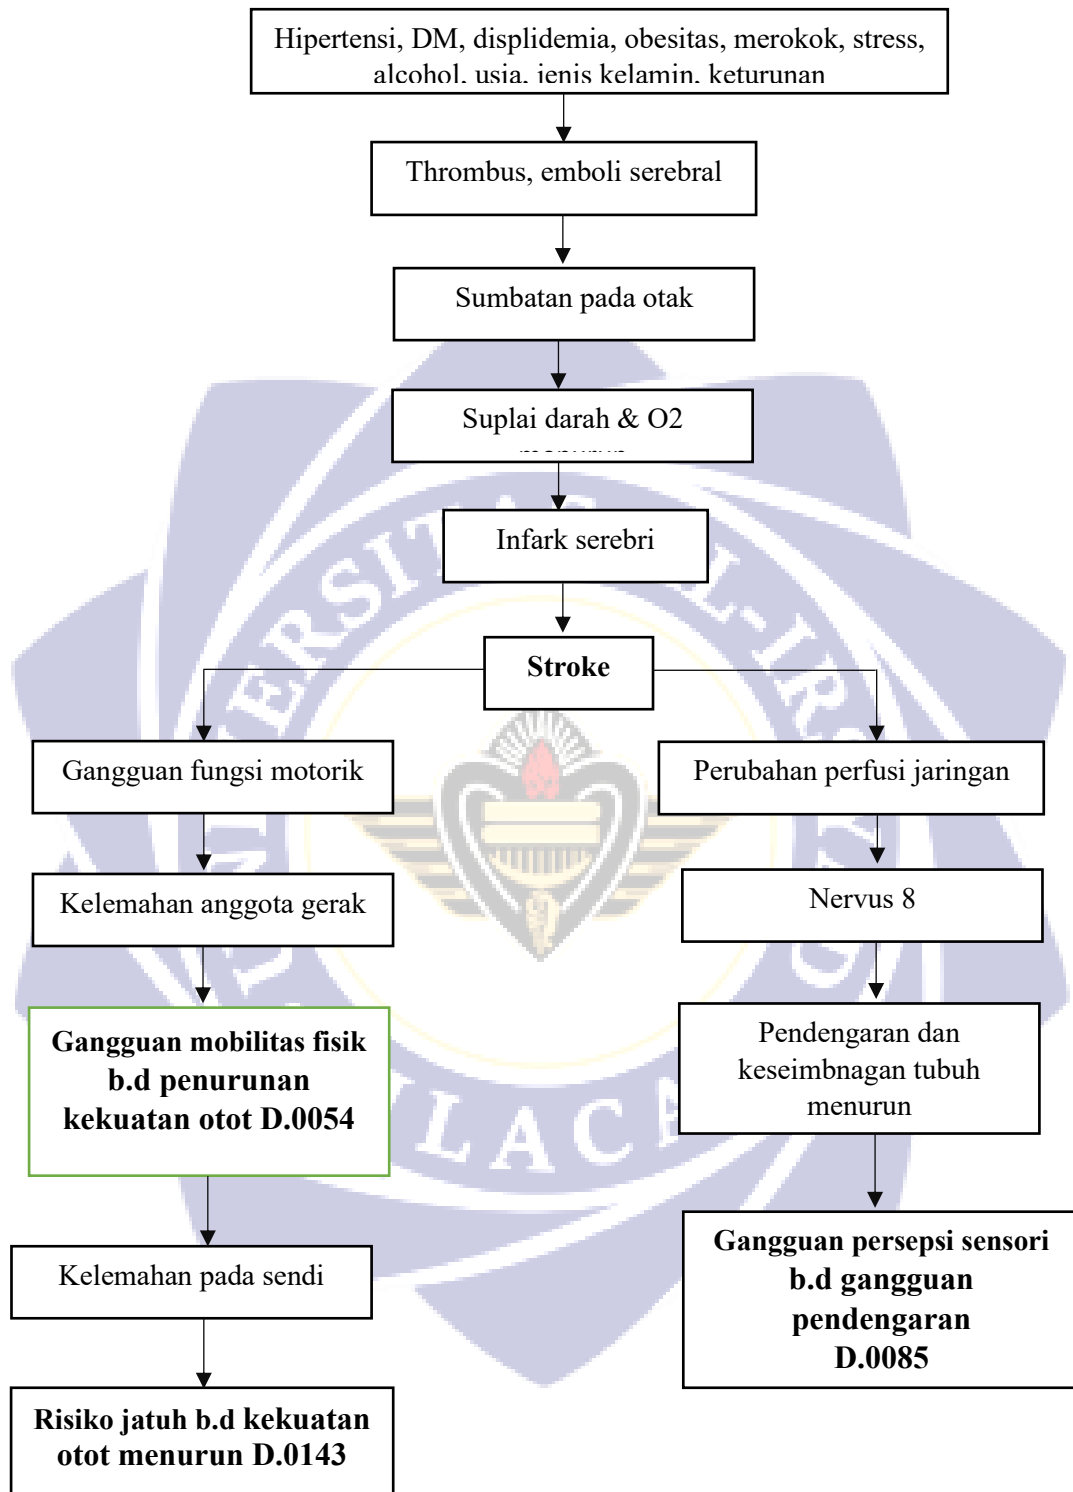 Hipertensi, DM, displidemia, obesitas, merokok, stress,
alcohol, usia, jenis kelamin, keturunan
Thrombus, emboli serebral
Sumbatan pada otak
Suplai darah & O2
Infark serebri
Stroke
Gangguan fungsi motorik
Perubahan perfusi jaringan
Kelemahan anggota gerak
Nervus 8
Gangguan mobilitas fisik
b.d penurunan
kekuatan otot D.0054
Pendengaran dan
keseimbnagan tubuh
menurun
Kelemahan pada sendi
Gangguan persepsi sensori
b.d gangguan
pendengaran
D.0085
Risiko jatuh b.d kekuatan
otot menurun D.0143